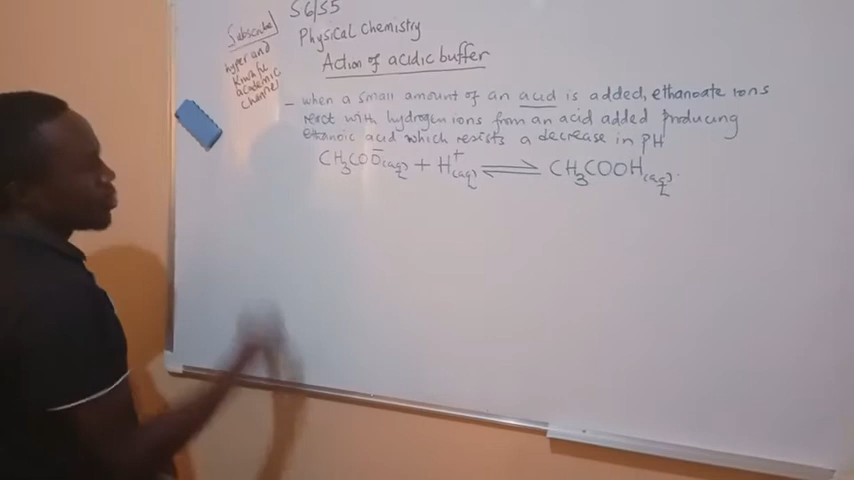 S6/S5
Subscribe
hyper and
Kwafu
academic
channel
Physical Chemistry
Action of acidic buffer
- when a small amount of an acid is added, ethanoate ions
react with hydrogen ions from an acid added producing
ethanoic acid which resists a decrease in PH
CH₃COO⁻(aq) + H⁺(aq) ⇌ CH₃COOH(aq).